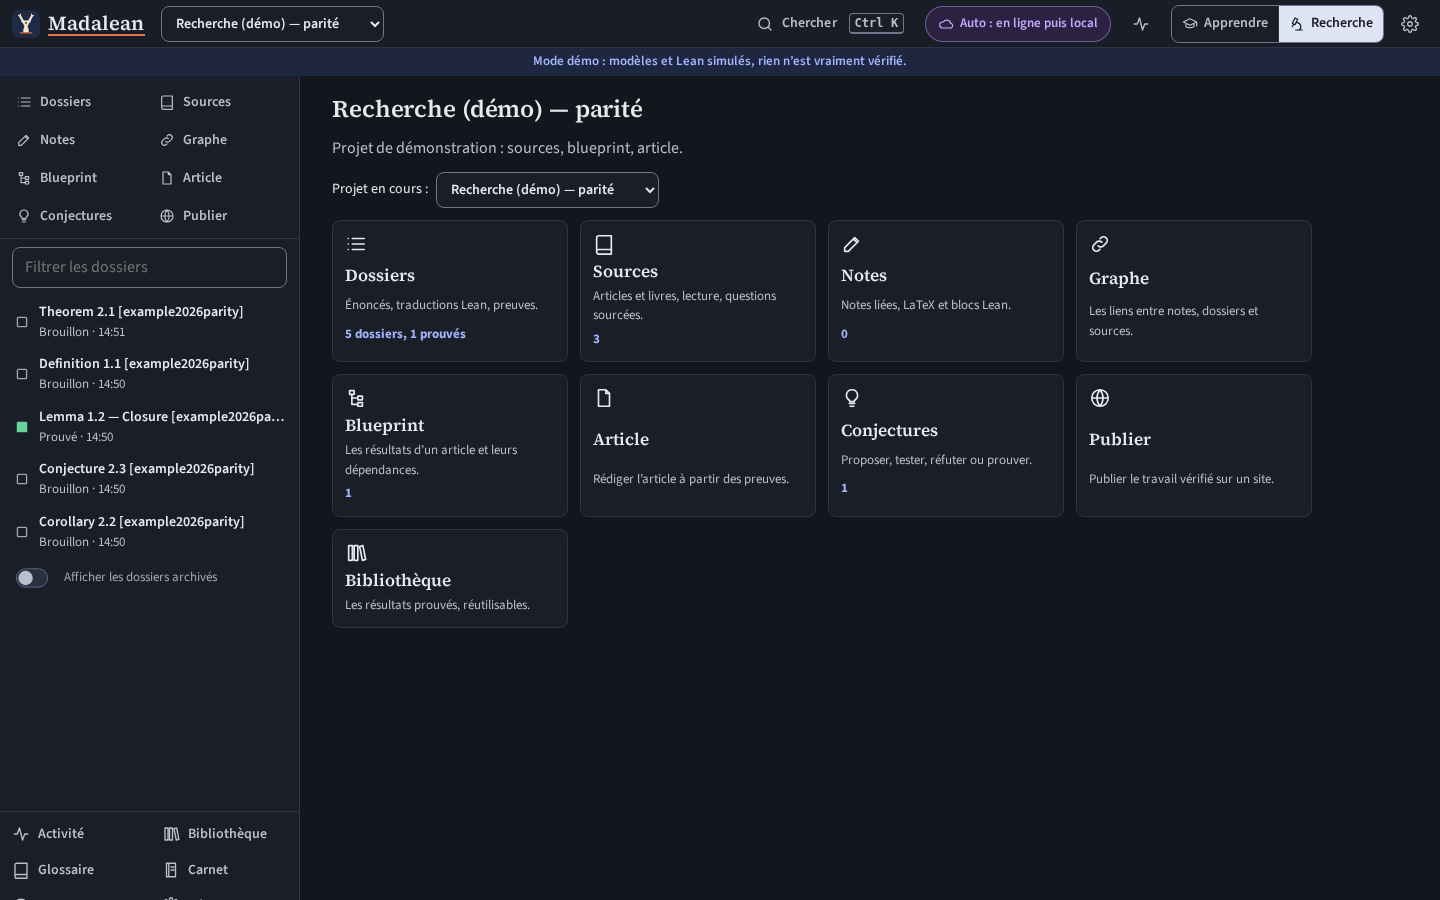 Madalean
Recherche (démo) — parité
Chercher Ctrl K
Auto : en ligne puis local
Apprendre
Recherche
Mode démo : modèles et Lean simulés, rien n’est vraiment vérifié.
Dossiers
Sources
Notes
Graphe
Blueprint
Article
Conjectures
Publier
Filtrer les dossiers
Theorem 2.1 [example2026parity]
Brouillon · 14:51
Definition 1.1 [example2026parity]
Brouillon · 14:50
Lemma 1.2 — Closure [example2026pa…
Prouvé · 14:50
Conjecture 2.3 [example2026parity]
Brouillon · 14:50
Corollary 2.2 [example2026parity]
Brouillon · 14:50
Afficher les dossiers archivés
Activité
Bibliothèque
Glossaire
Carnet
Recherche (démo) — parité
Projet de démonstration : sources, blueprint, article.
Projet en cours : Recherche (démo) — parité
Dossiers
Énoncés, traductions Lean, preuves.
5 dossiers, 1 prouvés
Sources
Articles et livres, lecture, questions
sourcées.
3
Notes
Notes liées, LaTeX et blocs Lean.
0
Graphe
Les liens entre notes, dossiers et
sources.
Blueprint
Les résultats d’un article et leurs
dépendances.
1
Article
Rédiger l’article à partir des preuves.
Conjectures
Proposer, tester, réfuter ou prouver.
1
Publier
Publier le travail vérifié sur un site.
Bibliothèque
Les résultats prouvés, réutilisables.